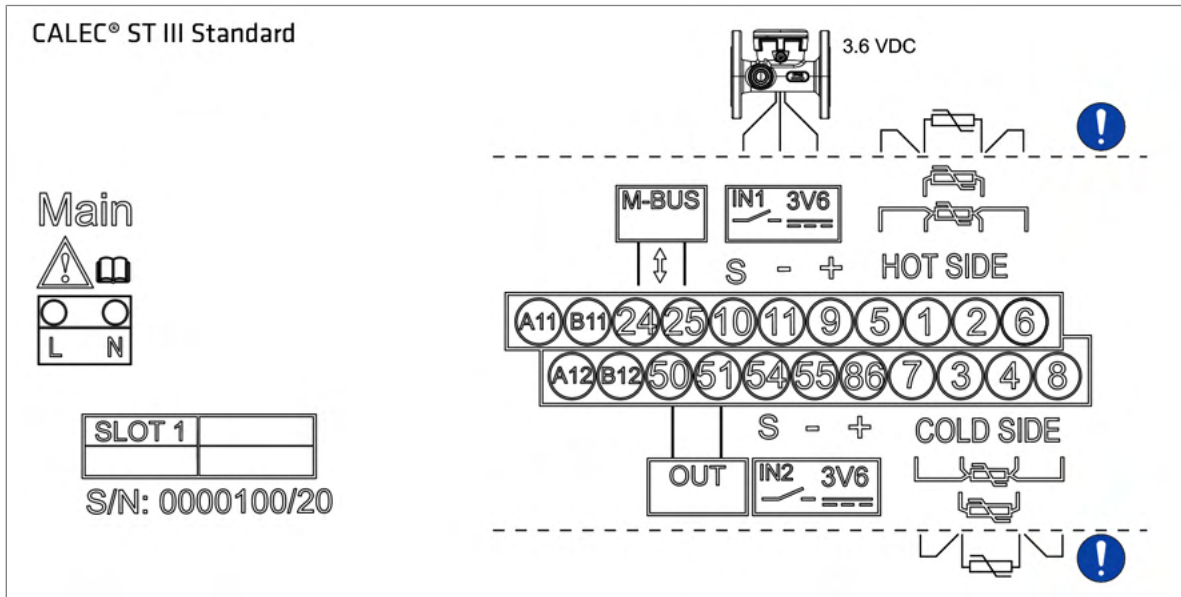 CALEC® ST III Standard
3.6 VDC
Main
L N
SLOT 1
S/N: 0000100/20
M-BUS
IN1 3V6
S - + HOT SIDE
A11 B11 24 25 10 11 9 5 1 2 6
A12 B12 50 51 54 55 86 7 3 4 8
S - + COLD SIDE
OUT
IN2 3V6